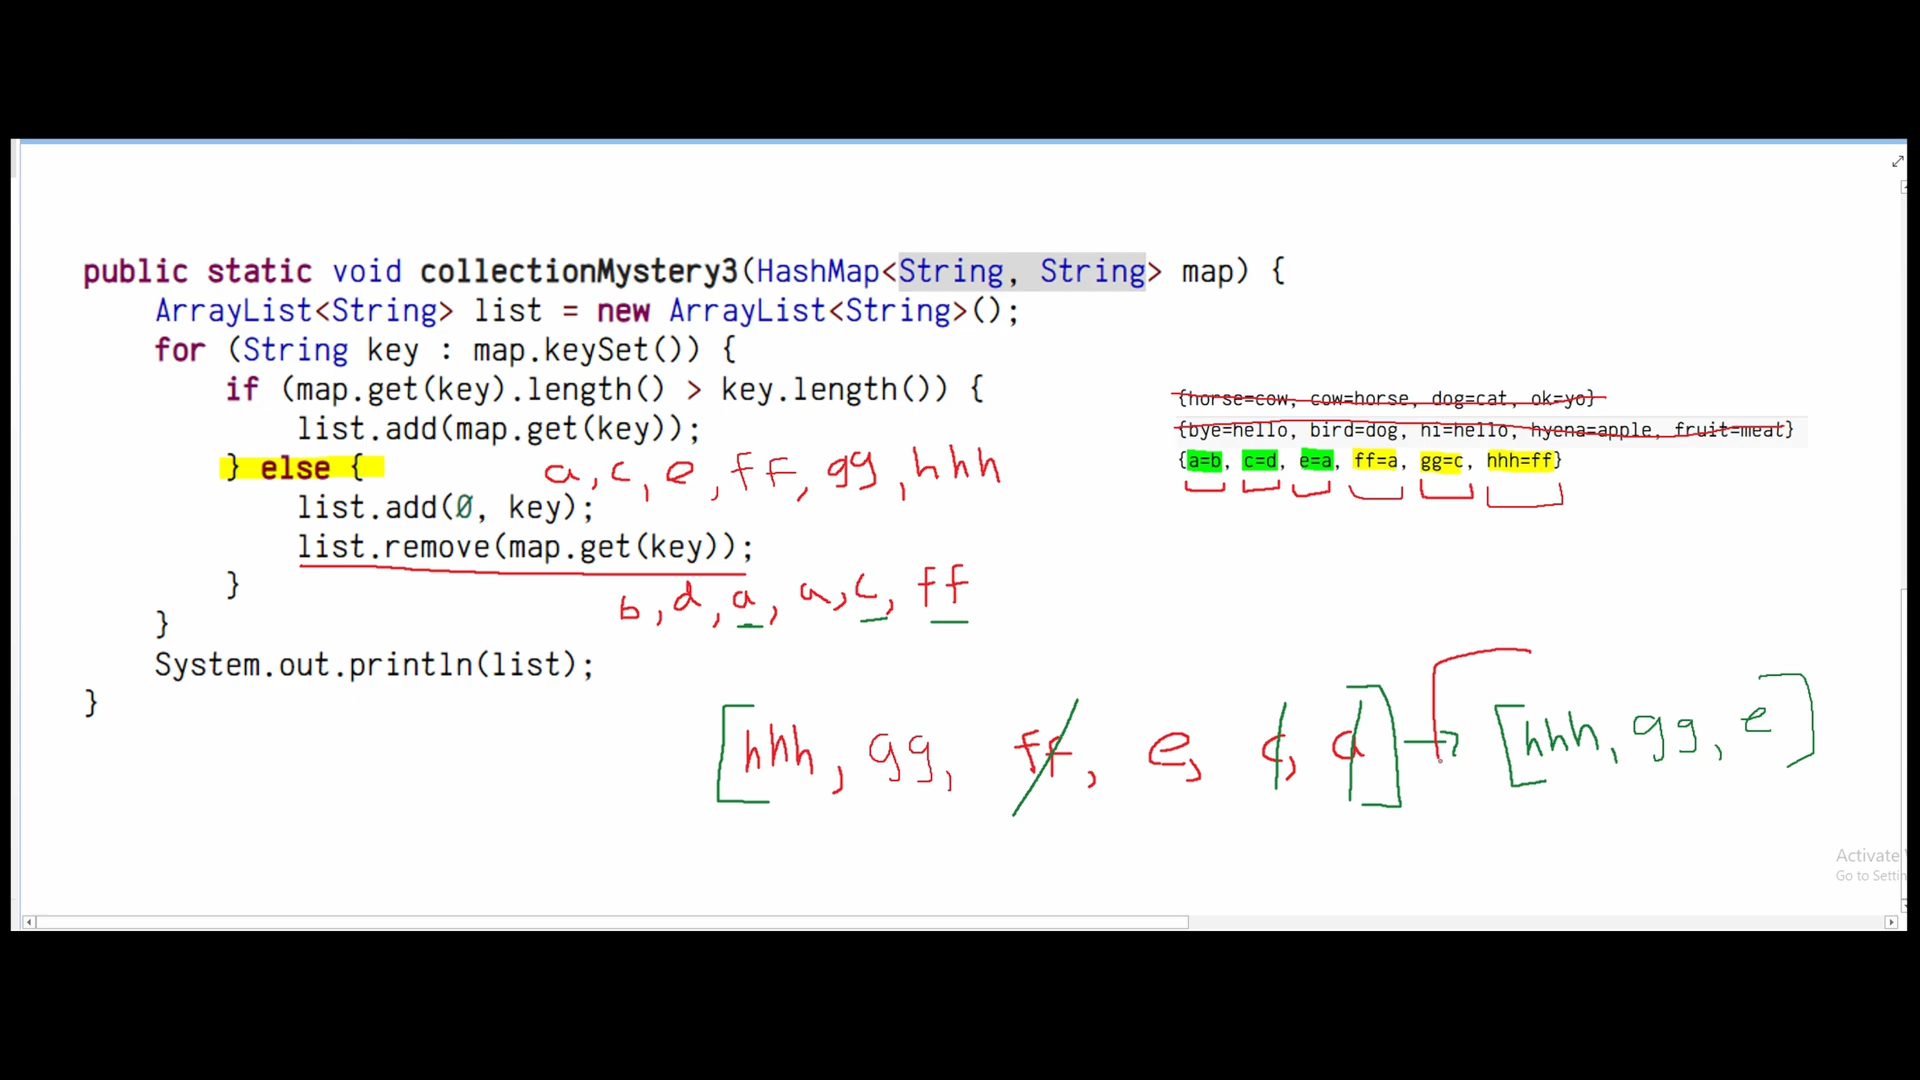 public static void collectionMystery3(HashMap<String, String> map) {
ArrayList<String> list = new ArrayList<String>();
for (String key : map.keySet()) {
if (map.get(key).length() > key.length()) {
list.add(map.get(key));
} else {
a, c, e, ff, gg, hhh
list.add(0, key);
list.remove(map.get(key));
}
b, d, a, a, c, ff
}
System.out.println(list);
}
{horse=cow, cow=horse, dog=cat, ok=yo}
{bye=hello, bird=dog, hi=hello, hyena=apple, fruit=meat}
{a=b, c=d, e=a, ff=a, gg=c, hhh=ff}
[hhh, gg, ff, e, c, a] → [hhh, gg, e]
Activate
Go to Settin